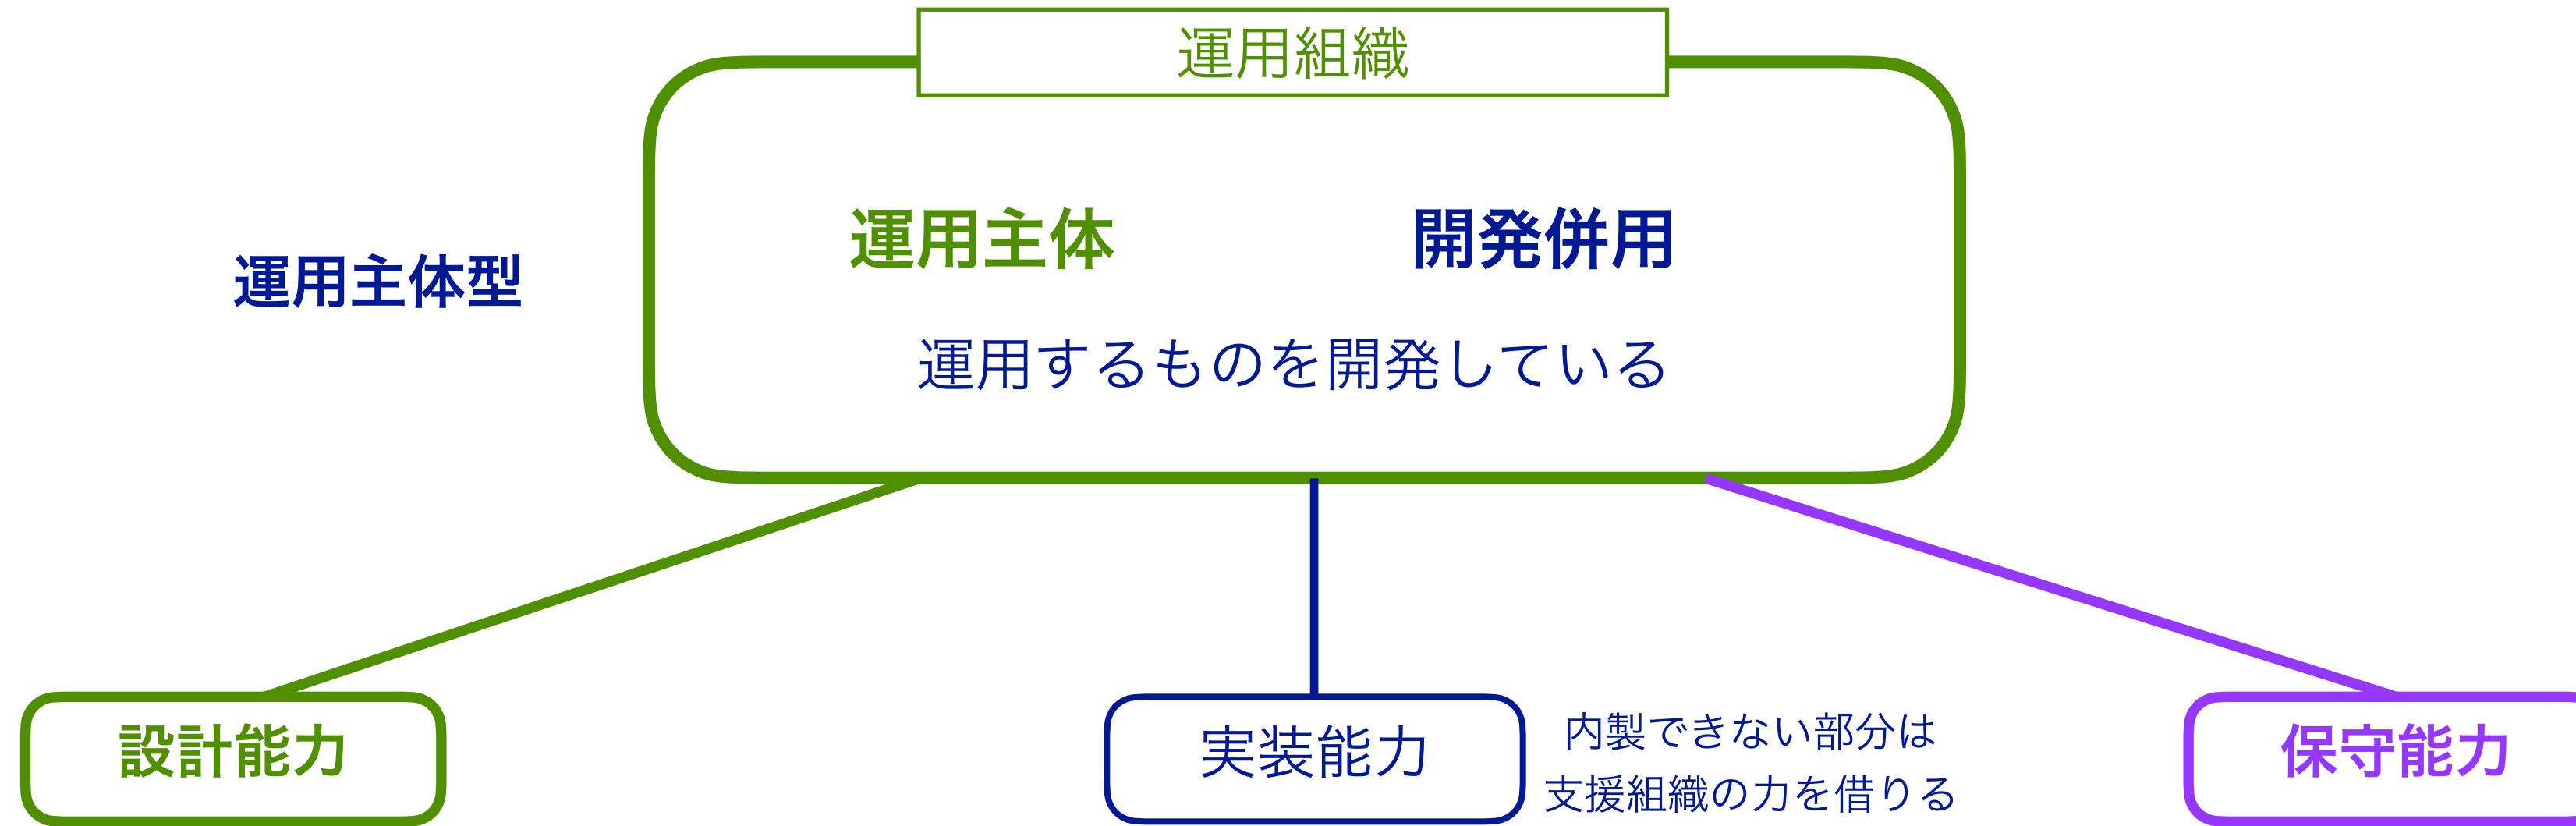 運用組織
運用主体型
運用主体
開発併用
運用するものを開発している
設計能力
実装能力
内製できない部分は
支援組織の力を借りる
保守能力